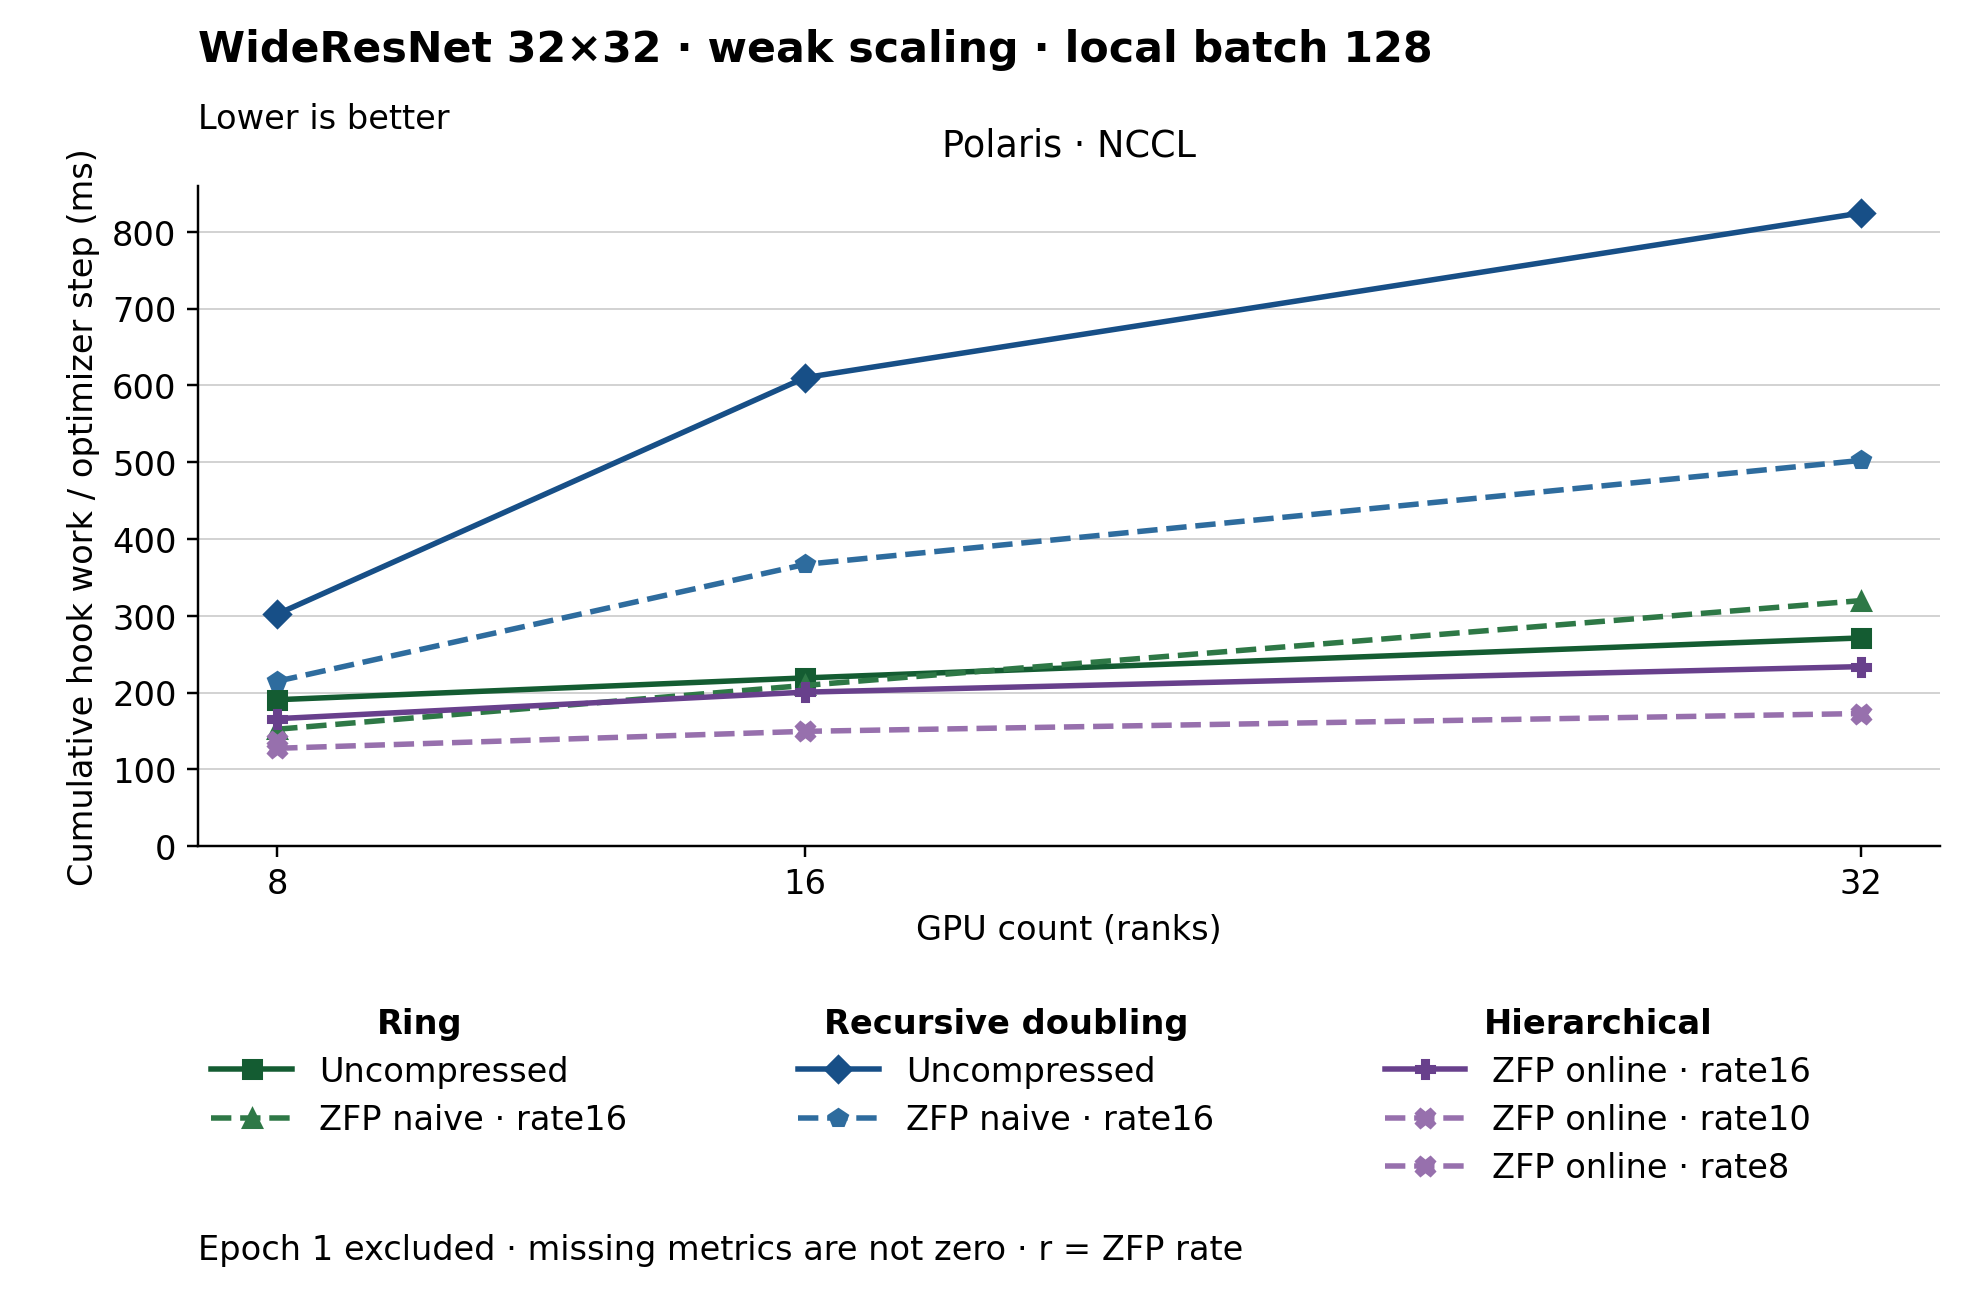 WideResNet 32×32 · weak scaling · local batch 128
Lower is better
Polaris · NCCL
Cumulative hook work / optimizer step (ms)
800
700
600
500
400
300
200
100
0
8 16 32
GPU count (ranks)
Ring Recursive doubling Hierarchical
Uncompressed Uncompressed ZFP online · rate16
ZFP naive · rate16 ZFP naive · rate16 ZFP online · rate10
ZFP online · rate8
Epoch 1 excluded · missing metrics are not zero · r = ZFP rate